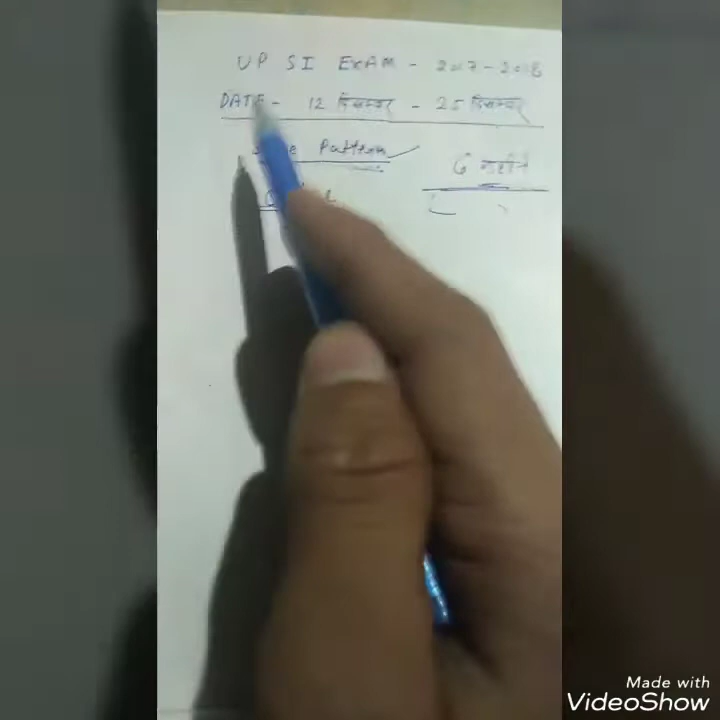 UP SI EXAM - 2017-2018
DATE - 12 दिसम्बर - 25 दिसम्बर
Pattern
6 महीने
Made with
VideoShow